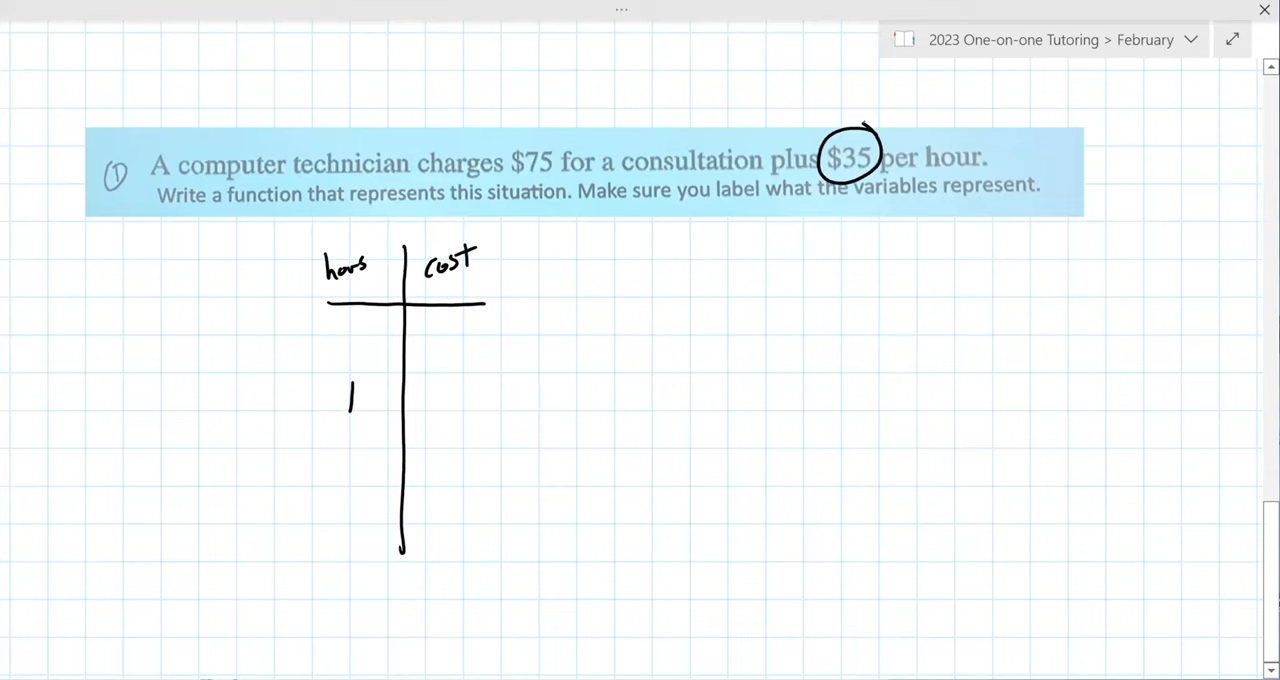 2023 One-on-one Tutoring > February
① A computer technician charges $75 for a consultation plus $35 per hour.
Write a function that represents this situation. Make sure you label what the variables represent.
hours cost
1